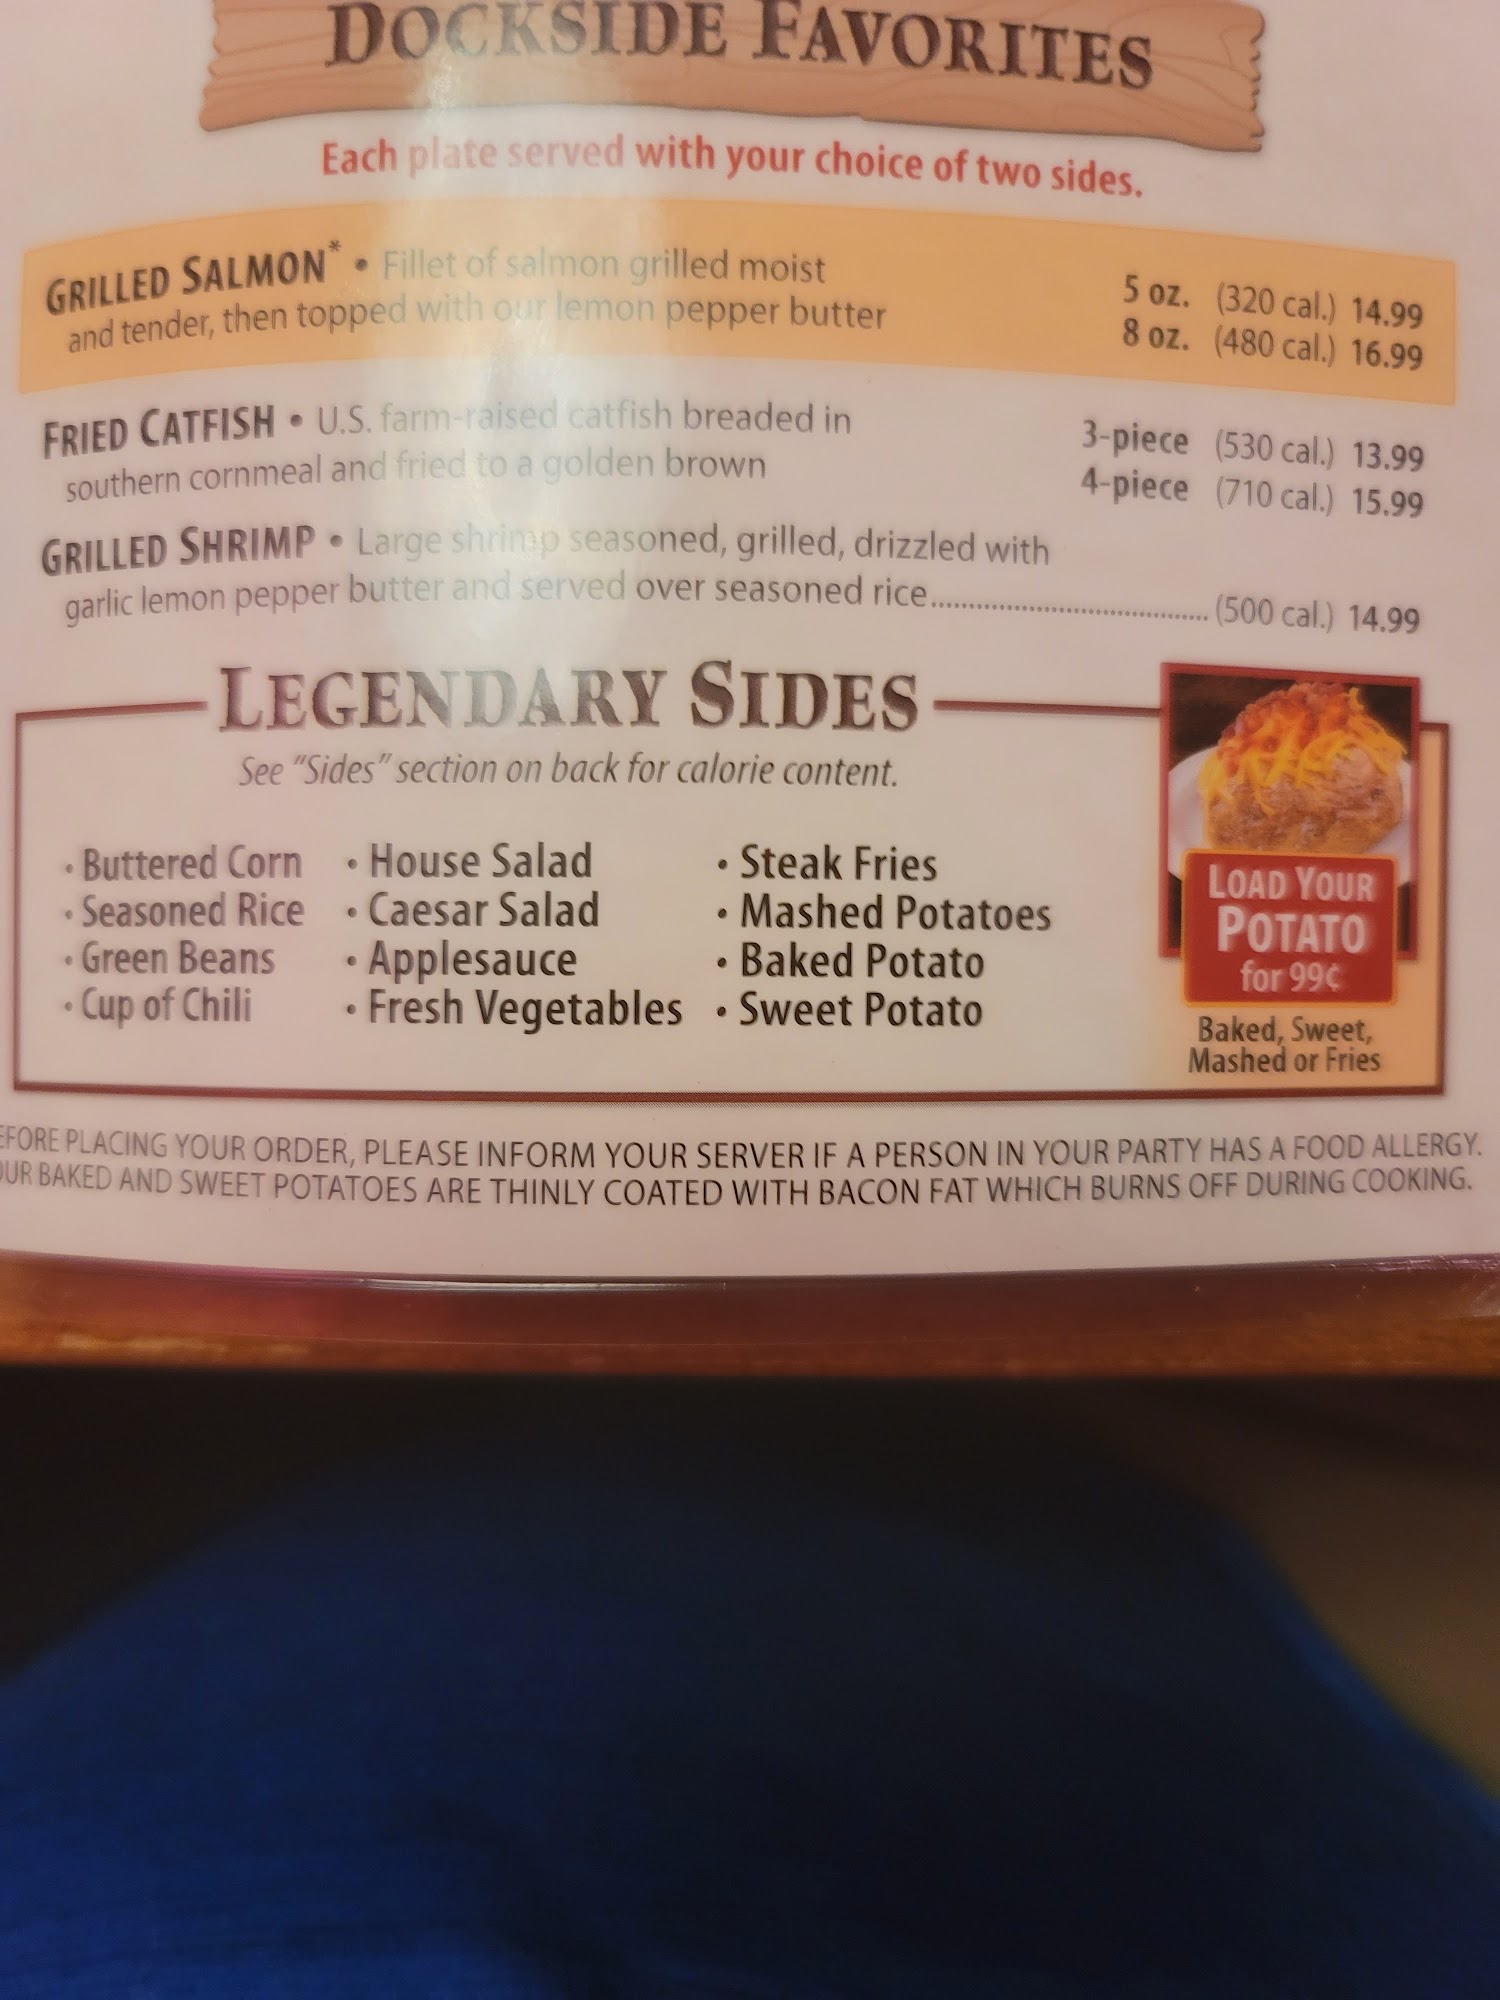 DOCKSIDE FAVORITES
Each plate served with your choice of two sides.
GRILLED SALMON* • Fillet of salmon grilled moist
and tender, then topped with our lemon pepper butter
5 oz. (320 cal.) 14.99
8 oz. (480 cal.) 16.99
FRIED CATFISH • U.S. farm-raised catfish breaded in
southern cornmeal and fried to a golden brown
3-piece (530 cal.) 13.99
4-piece (710 cal.) 15.99
GRILLED SHRIMP • Large shrimp seasoned, grilled, drizzled with
garlic lemon pepper butter and served over seasoned rice........................................ (500 cal.) 14.99
LEGENDARY SIDES
See "Sides" section on back for calorie content.
• Buttered Corn
• Seasoned Rice
• Green Beans
• Cup of Chili
• House Salad
• Caesar Salad
• Applesauce
• Fresh Vegetables
• Steak Fries
• Mashed Potatoes
• Baked Potato
• Sweet Potato
LOAD YOUR
POTATO
for 99¢
Baked, Sweet,
Mashed or Fries
EFORE PLACING YOUR ORDER, PLEASE INFORM YOUR SERVER IF A PERSON IN YOUR PARTY HAS A FOOD ALLERGY.
OUR BAKED AND SWEET POTATOES ARE THINLY COATED WITH BACON FAT WHICH BURNS OFF DURING COOKING.